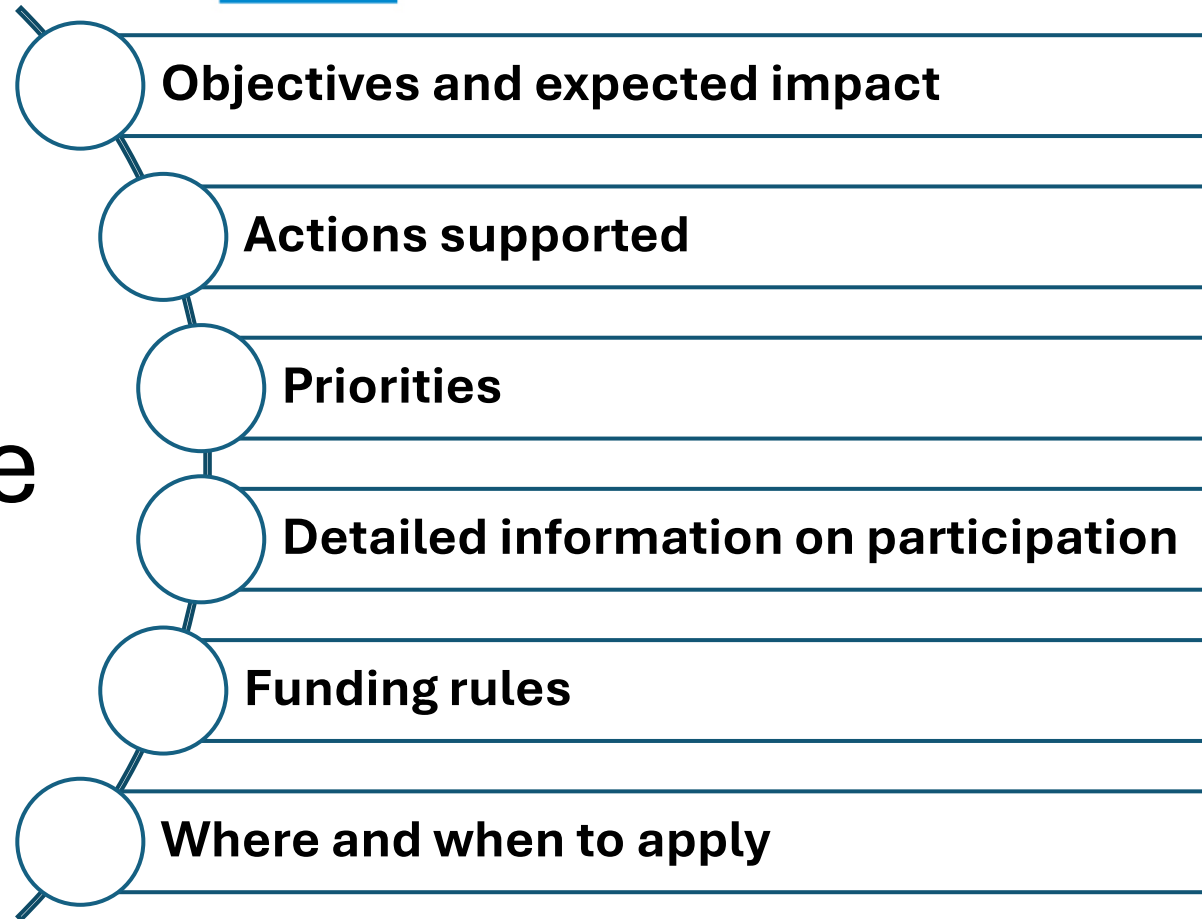 Objectives and expected impact
Actions supported
Priorities
e
Detailed information on participation
Funding rules
Where and when to apply